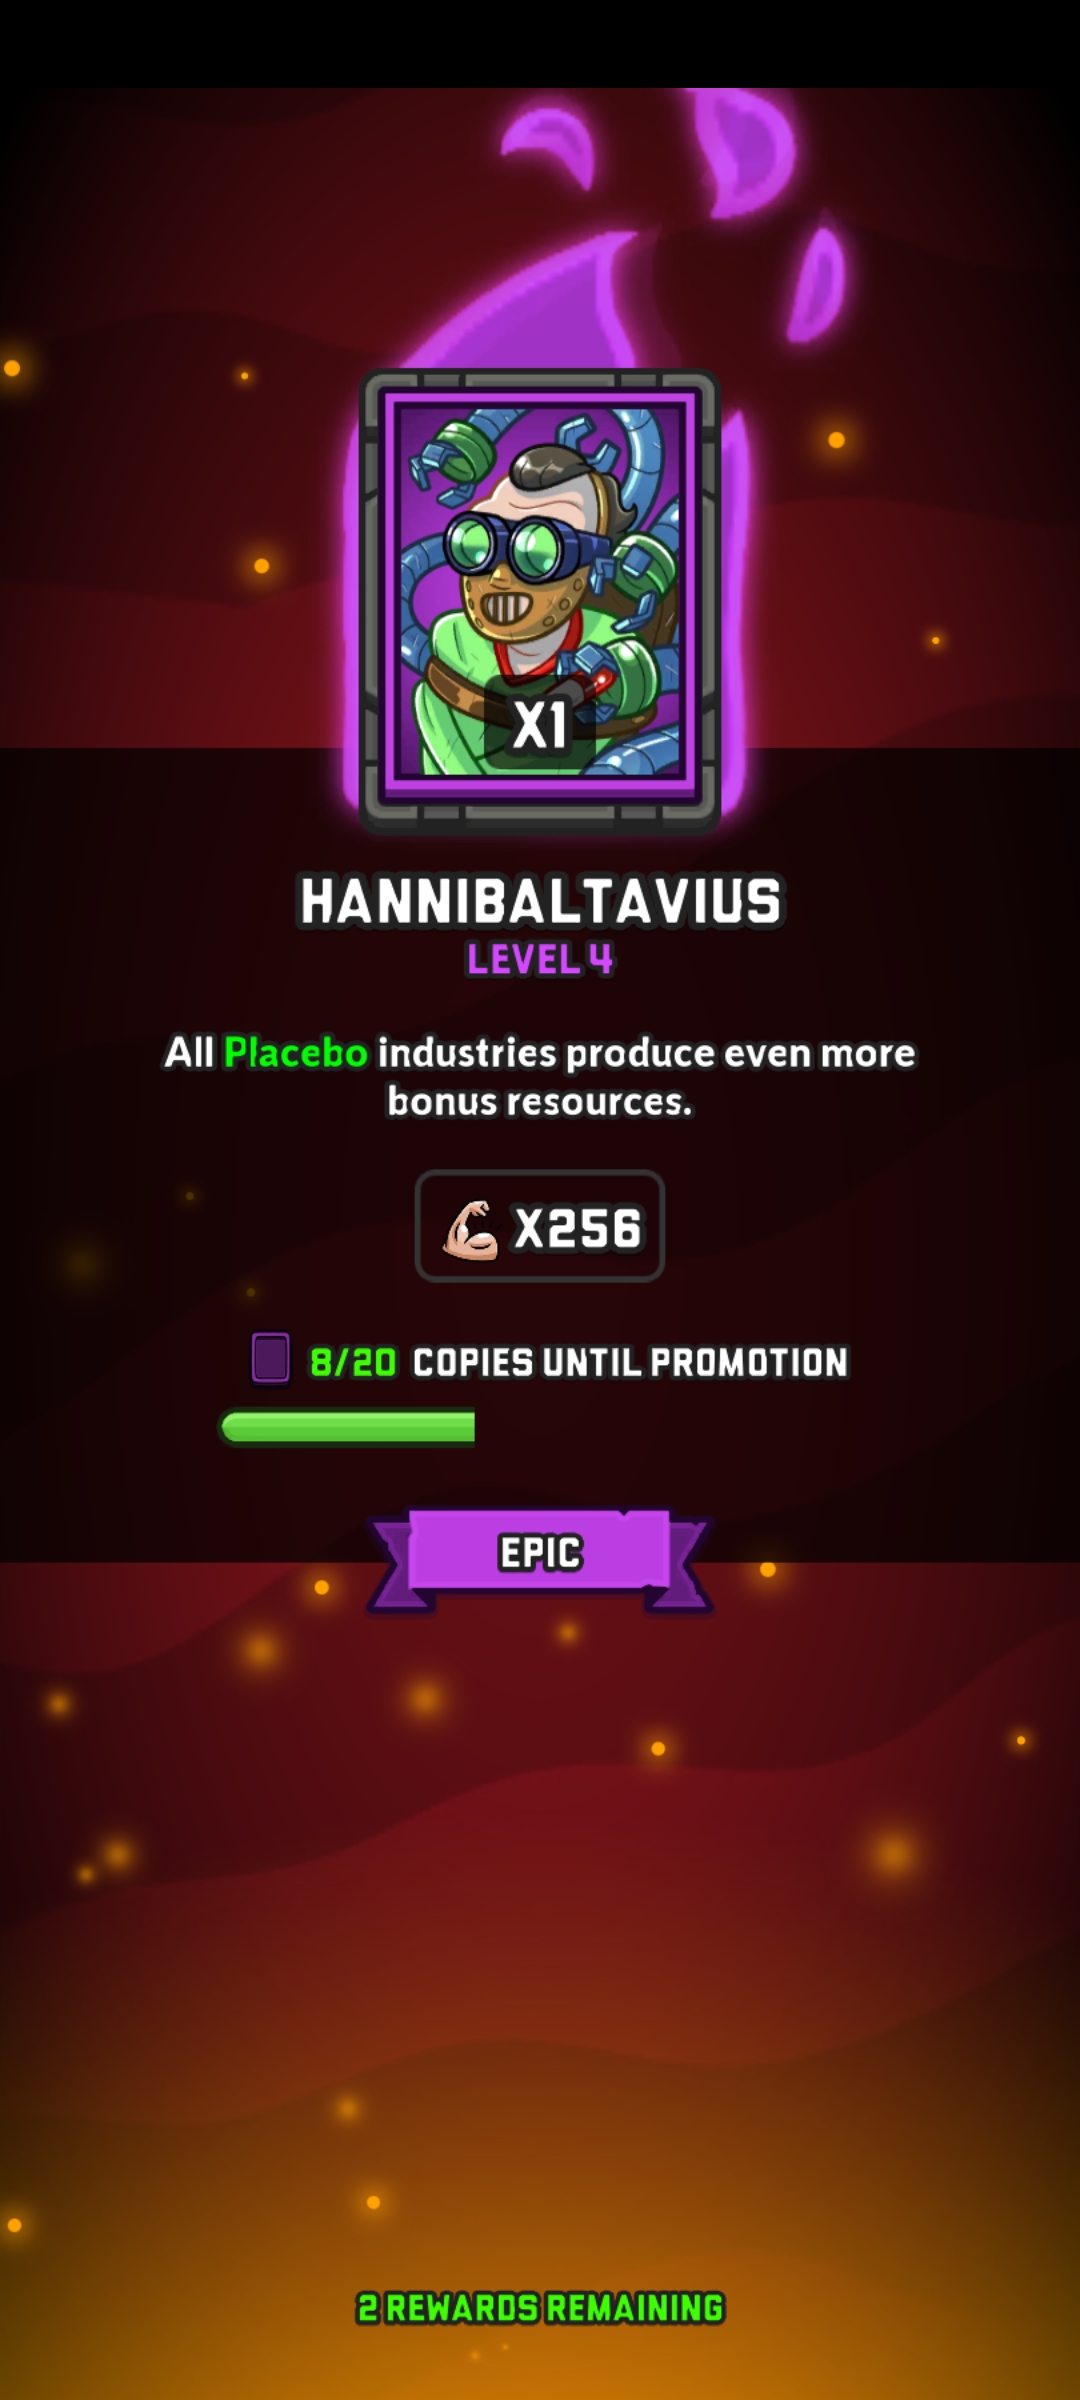 X1
HANNIBALTAVIUS
LEVEL 4
All Placebo industries produce even more
bonus resources.
X256
8/20 COPIES UNTIL PROMOTION
EPIC
2 REWARDS REMAINING